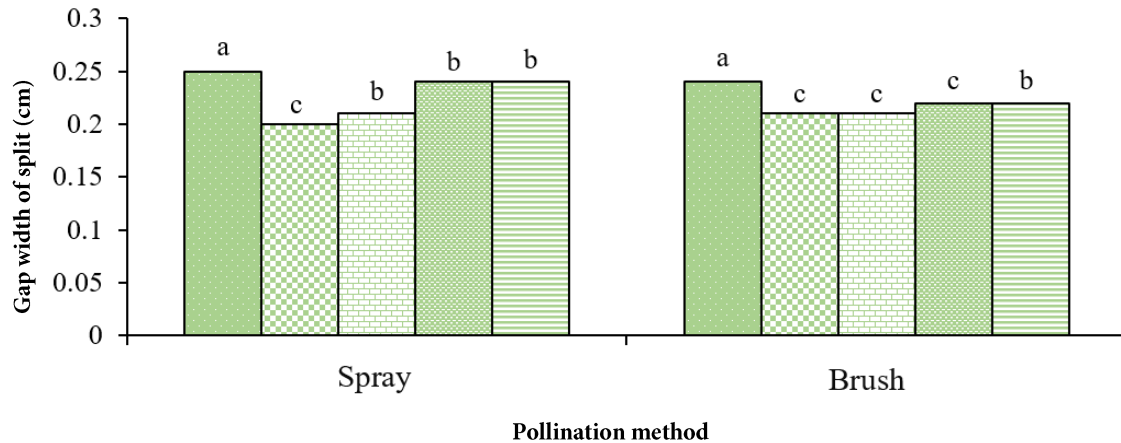 Gap width of split (cm)
0.3
0.25
0.2
0.15
0.1
0.05
0
a
c
b
b
b
a
c
c
c
b
Spray
Brush
Pollination method